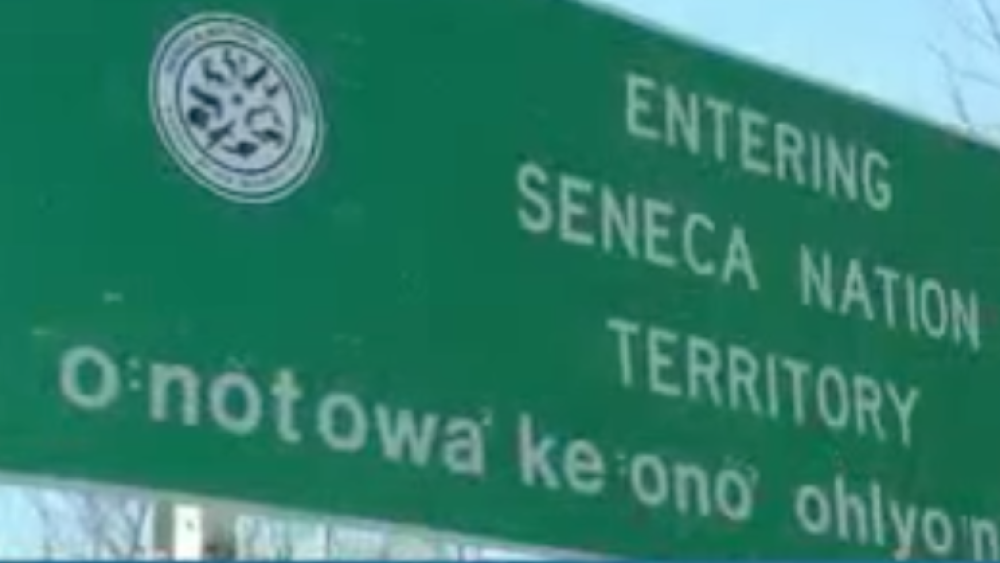 ENTERING
SENECA NATION
TERRITORY
o:nötowa'ke:onö' ohlyo'n